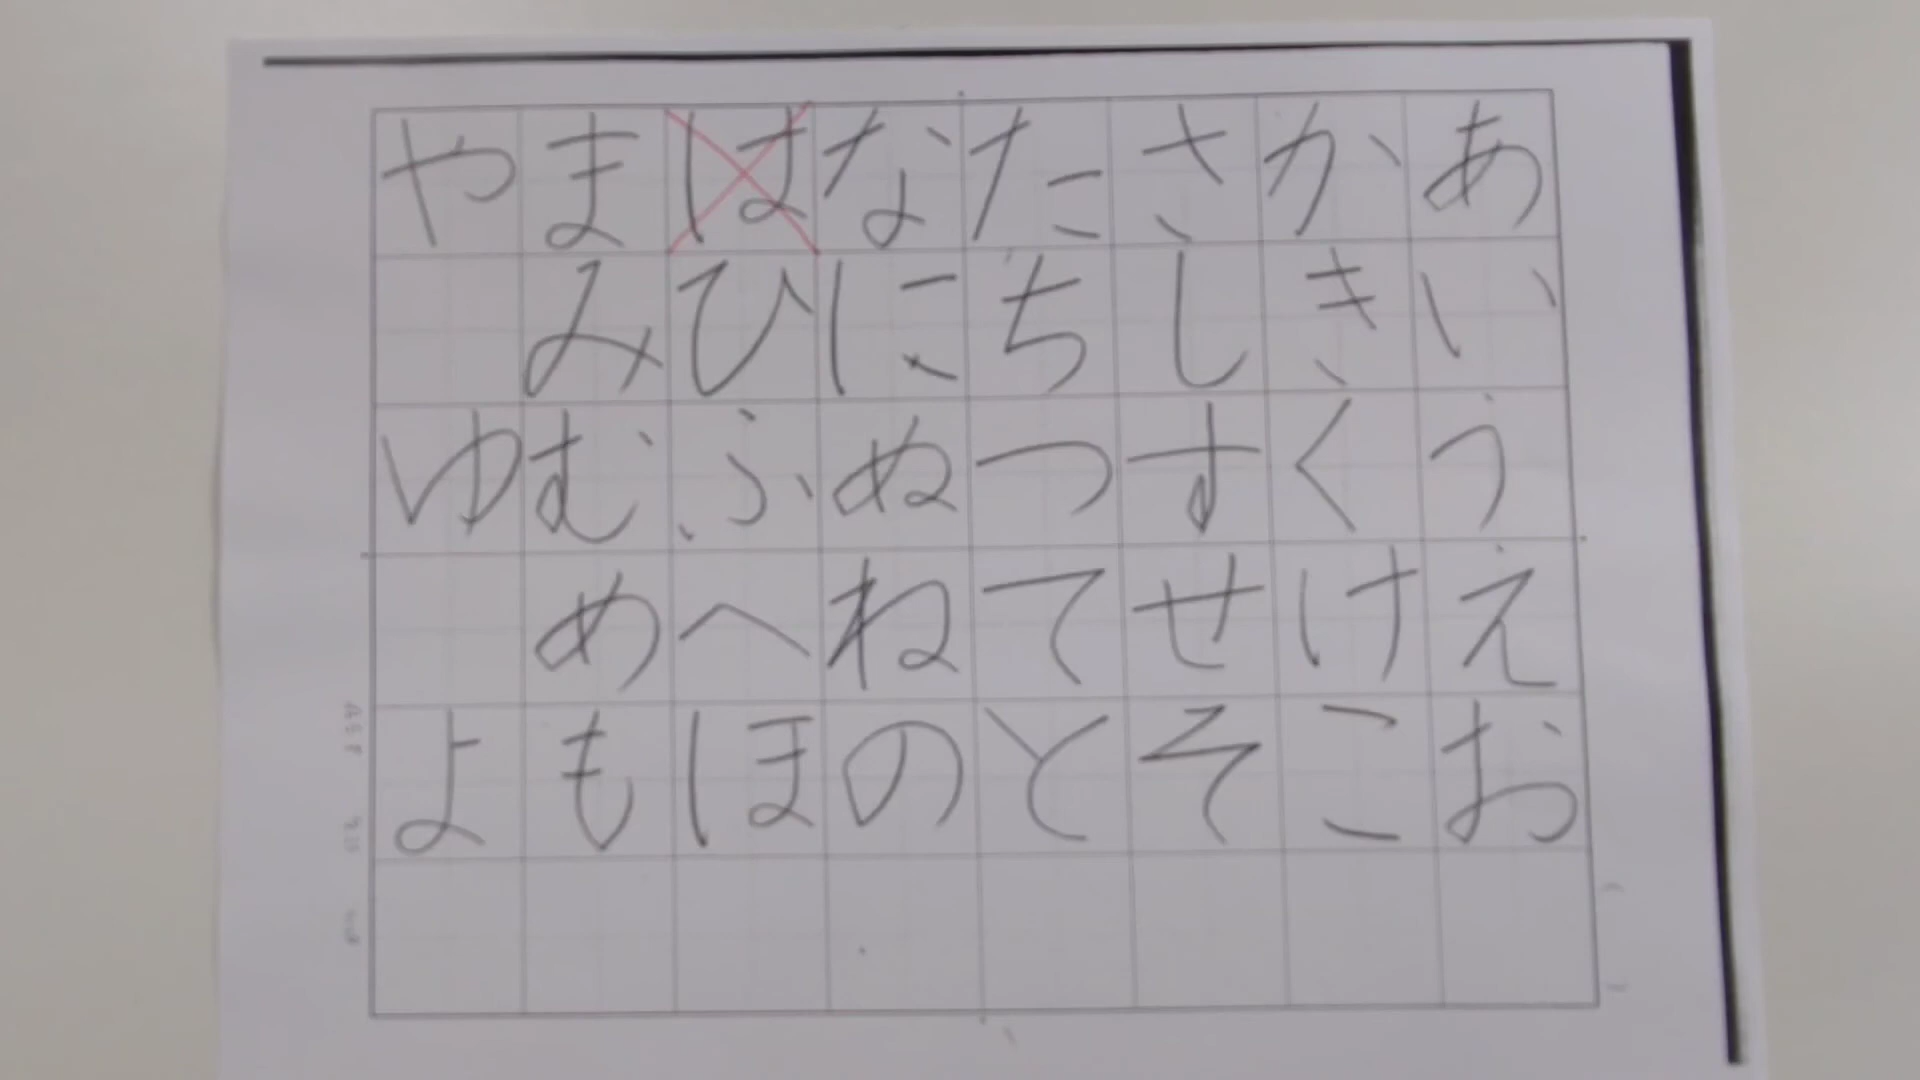 あいうえお
かきくけこ
さしすせそ
たちつてと
なにぬねの
はひふへほ
まみむめも
やゆよ